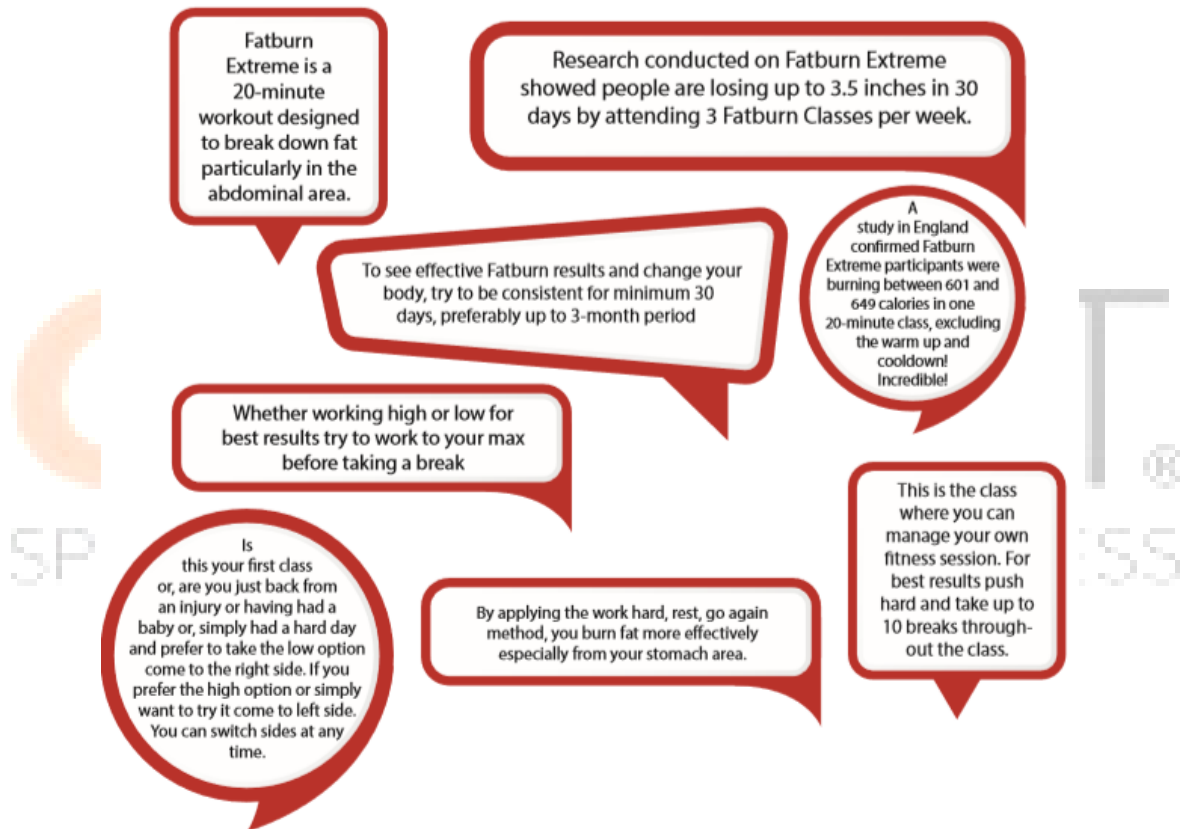 Fatburn
Extreme is a
20-minute
workout designed
to break down fat
particularly in the
abdominal area.
Research conducted on Fatburn Extreme
showed people are losing up to 3.5 inches in 30
days by attending 3 Fatburn Classes per week.
A
study in England
confirmed Fatburn
Extreme participants were
burning between 601 and
649 calories in one
20-minute class, excluding
the warm up and
cooldown!
Incredible!
To see effective Fatburn results and change your
body, try to be consistent for minimum 30
days, preferably up to 3-month period
Whether working high or low for
best results try to work to your max
before taking a break
This is the class
where you can
manage your own
fitness session. For
best results push
hard and take up to
10 breaks through-
out the class.
Is
this your first class
or, are you just back from
an injury or having had a
baby or, simply had a hard day
and prefer to take the low option
come to the right side. If you
prefer the high option or simply
want to try it come to left side.
You can switch sides at any
time.
By applying the work hard, rest, go again
method, you burn fat more effectively
especially from your stomach area.